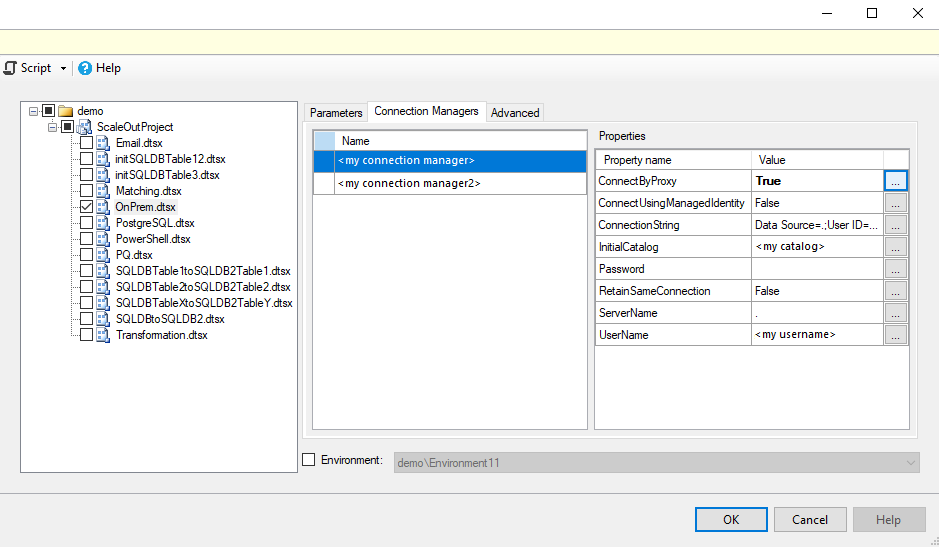 Script Help
demo
ScaleOutProject
Email.dtsx
initSQLDBTable12.dtsx
initSQLDBTable3.dtsx
Matching.dtsx
OnPrem.dtsx
PostgreSQL.dtsx
PowerShell.dtsx
PQ.dtsx
SQLDBTable1toSQLDB2Table1.dtsx
SQLDBTable2toSQLDB2Table2.dtsx
SQLDBTableXtoSQLDB2TableY.dtsx
SQLDBtoSQLDB2.dtsx
Transformation.dtsx
Parameters Connection Managers Advanced
Name
<my connection manager>
<my connection manager2>
Properties
Property name Value
ConnectByProxy True ...
ConnectUsingManagedIdentity False ...
ConnectionString Data Source=.;User ID=... ...
InitialCatalog <my catalog> ...
Password ...
RetainSameConnection False ...
ServerName . ...
UserName <my username> ...
Environment: demo\Environment11
OK Cancel Help